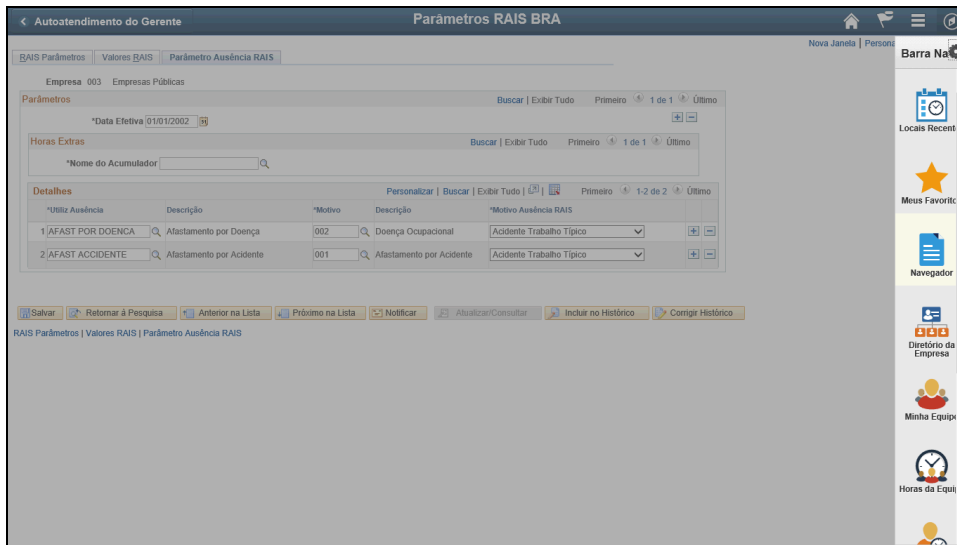 Autoatendimento do Gerente
Parâmetros RAIS BRA
Nova Janela | Persona
Barra Na
RAIS Parâmetros Valores RAIS Parâmetro Ausência RAIS
Empresa 003 Empresas Públicas
Parâmetros Buscar | Exibir Tudo Primeiro 1 de 1 Último
*Data Efetiva 01/01/2002
Horas Extras Buscar | Exibir Tudo Primeiro 1 de 1 Último
*Nome do Acumulador
Detalhes Personalizar | Buscar | Exibir Tudo | | Primeiro 1-2 de 2 Último
*Utiliz Ausência Descrição *Motivo Descrição *Motivo Ausência RAIS
1 AFAST POR DOENCA Afastamento por Doença 002 Doença Ocupacional Acidente Trabalho Típico
2 AFAST ACCIDENTE Afastamento por Acidente 001 Afastamento por Acidente Acidente Trabalho Típico
Salvar Retornar á Pesquisa Anterior na Lista Próximo na Lista Notificar Atualizar/Consultar Incluir no Histórico Corrigir Histórico
RAIS Parâmetros | Valores RAIS | Parâmetro Ausência RAIS
Locais Recent
Meus Favorito
Navegador
Diretório da
Empresa
Minha Equipe
Horas da Equi